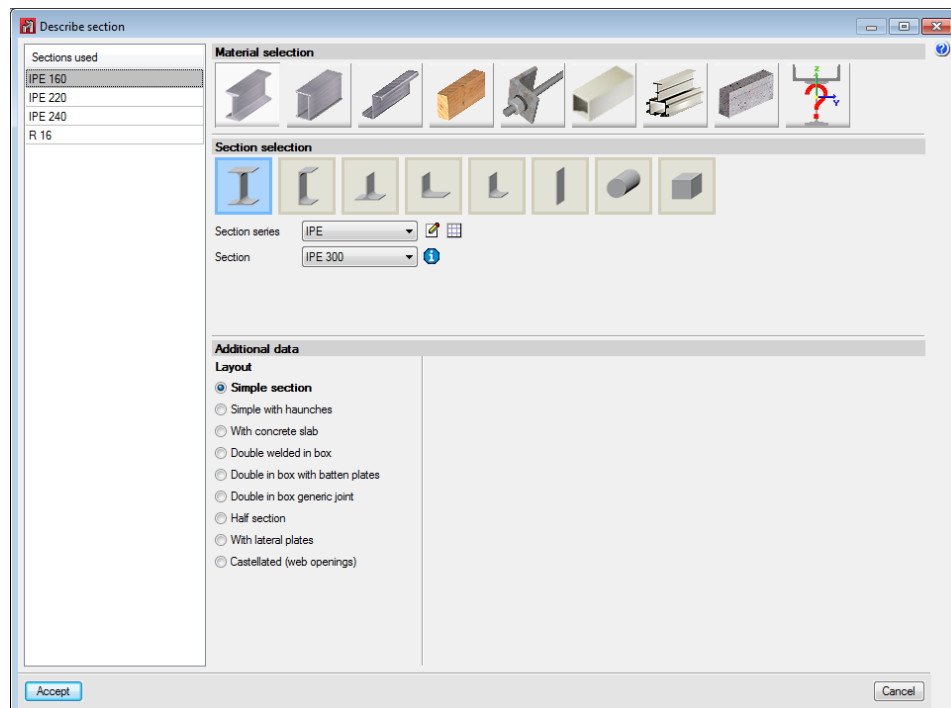 Describe section
Sections used
IPE 160
IPE 220
IPE 240
R 16
Material selection
Z
Y
Section selection
Section series IPE
Section IPE 300
Additional data
Layout
Simple section
Simple with haunches
With concrete slab
Double welded in box
Double in box with batten plates
Double in box generic joint
Half section
With lateral plates
Castellated (web openings)
Accept
Cancel